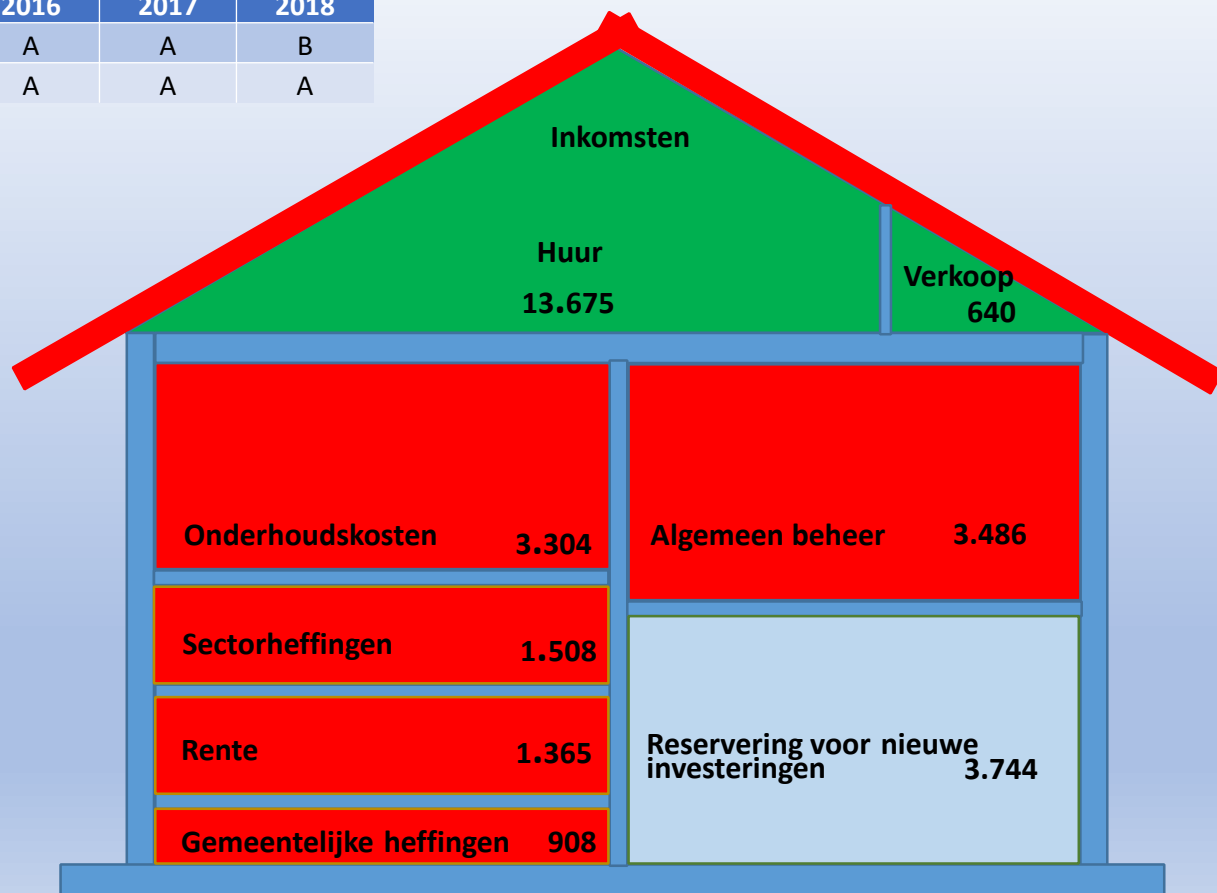 2016 2017 2018
A A B
A A A
Inkomsten
Huur
13.675
Verkoop
640
Onderhoudskosten 3.304
Algemeen beheer 3.486
Sectorheffingen 1.508
Rente 1.365
Reservering voor nieuwe
investeringen 3.744
Gemeentelijke heffingen 908